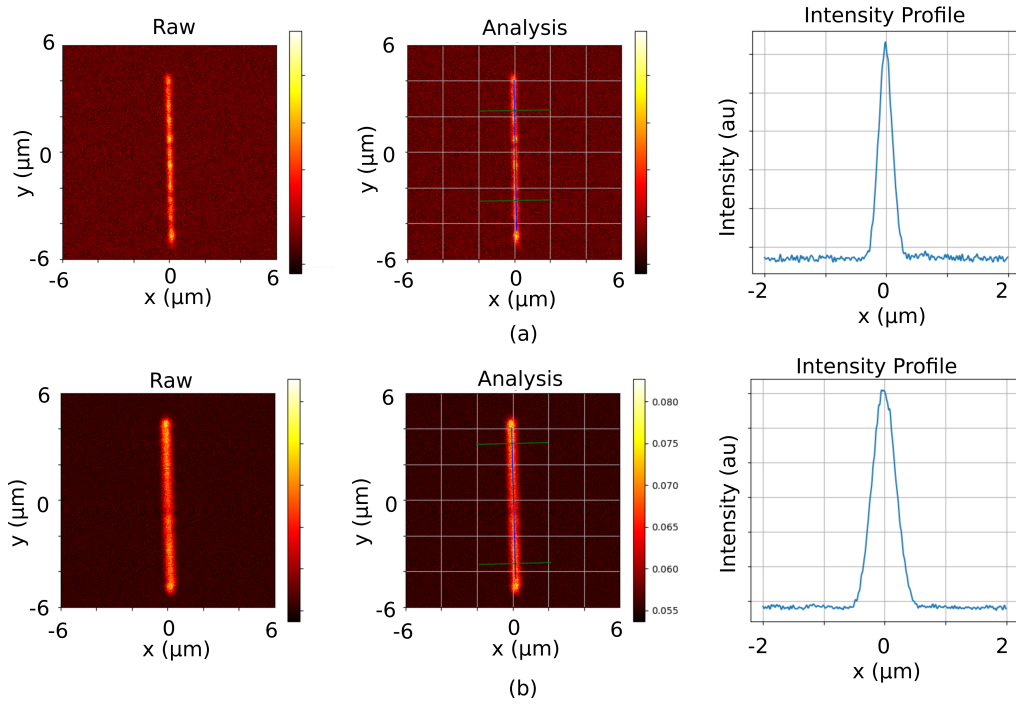 Raw
Analysis
Intensity Profile
6
0
-6
y (μm)
-6
0
6
x (μm)
6
0
-6
y (μm)
-6
0
6
x (μm)
Intensity (au)
-2
0
2
x (μm)
(a)
Raw
Analysis
Intensity Profile
6
0
-6
y (μm)
-6
0
6
x (μm)
6
0
-6
y (μm)
-6
0
6
x (μm)
0.080
0.075
0.070
0.065
0.060
0.055
Intensity (au)
-2
0
2
x (μm)
(b)